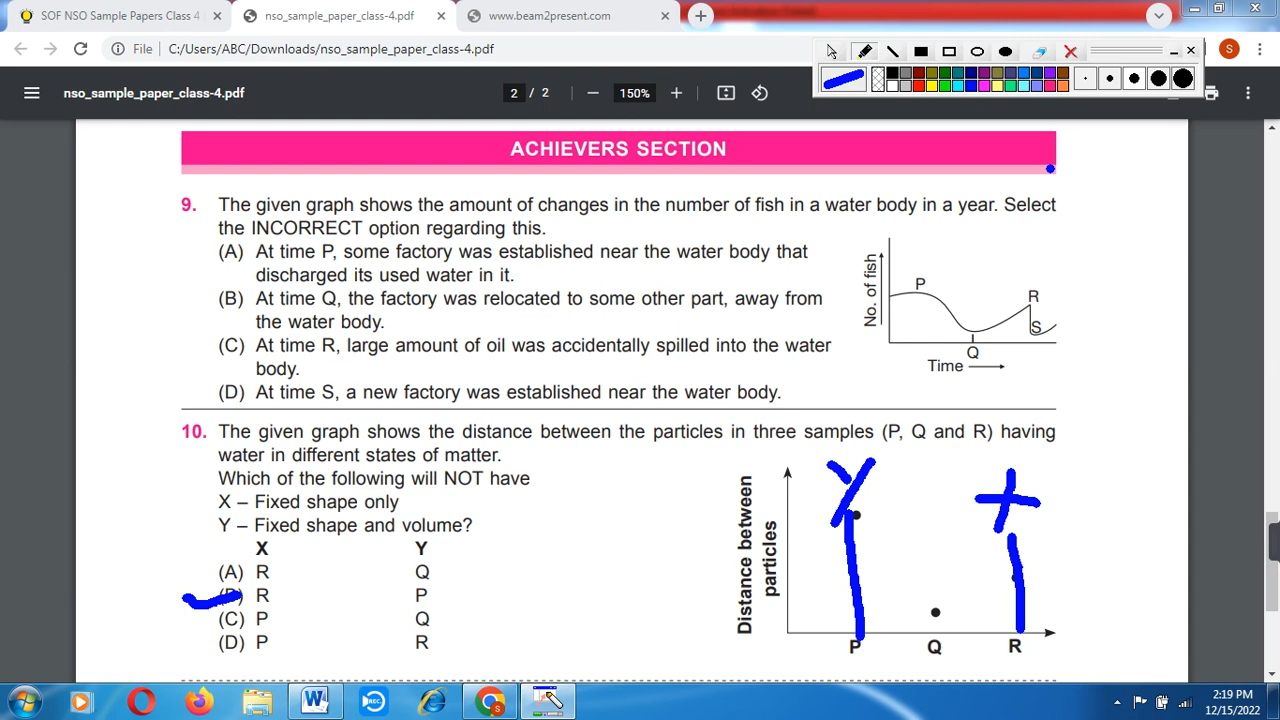 SOF NSO Sample Papers Class 4
nso_sample_paper_class-4.pdf
www.beam2present.com
File
C:/Users/ABC/Downloads/nso_sample_paper_class-4.pdf
S
nso_sample_paper_class-4.pdf
2 / 2
150%
ACHIEVERS SECTION
9. The given graph shows the amount of changes in the number of fish in a water body in a year. Select
the INCORRECT option regarding this.
(A) At time P, some factory was established near the water body that
discharged its used water in it.
(B) At time Q, the factory was relocated to some other part, away from
the water body.
(C) At time R, large amount of oil was accidentally spilled into the water
body.
(D) At time S, a new factory was established near the water body.
No. of fish
P
R
S
Q
Time
10. The given graph shows the distance between the particles in three samples (P, Q and R) having
water in different states of matter.
Which of the following will NOT have
X – Fixed shape only
Y – Fixed shape and volume?
X Y
(A) R Q
(B) R P
(C) P Q
(D) P R
Distance between
particles
Y
X
P Q R
W
REC
S
2:19 PM
12/15/2022